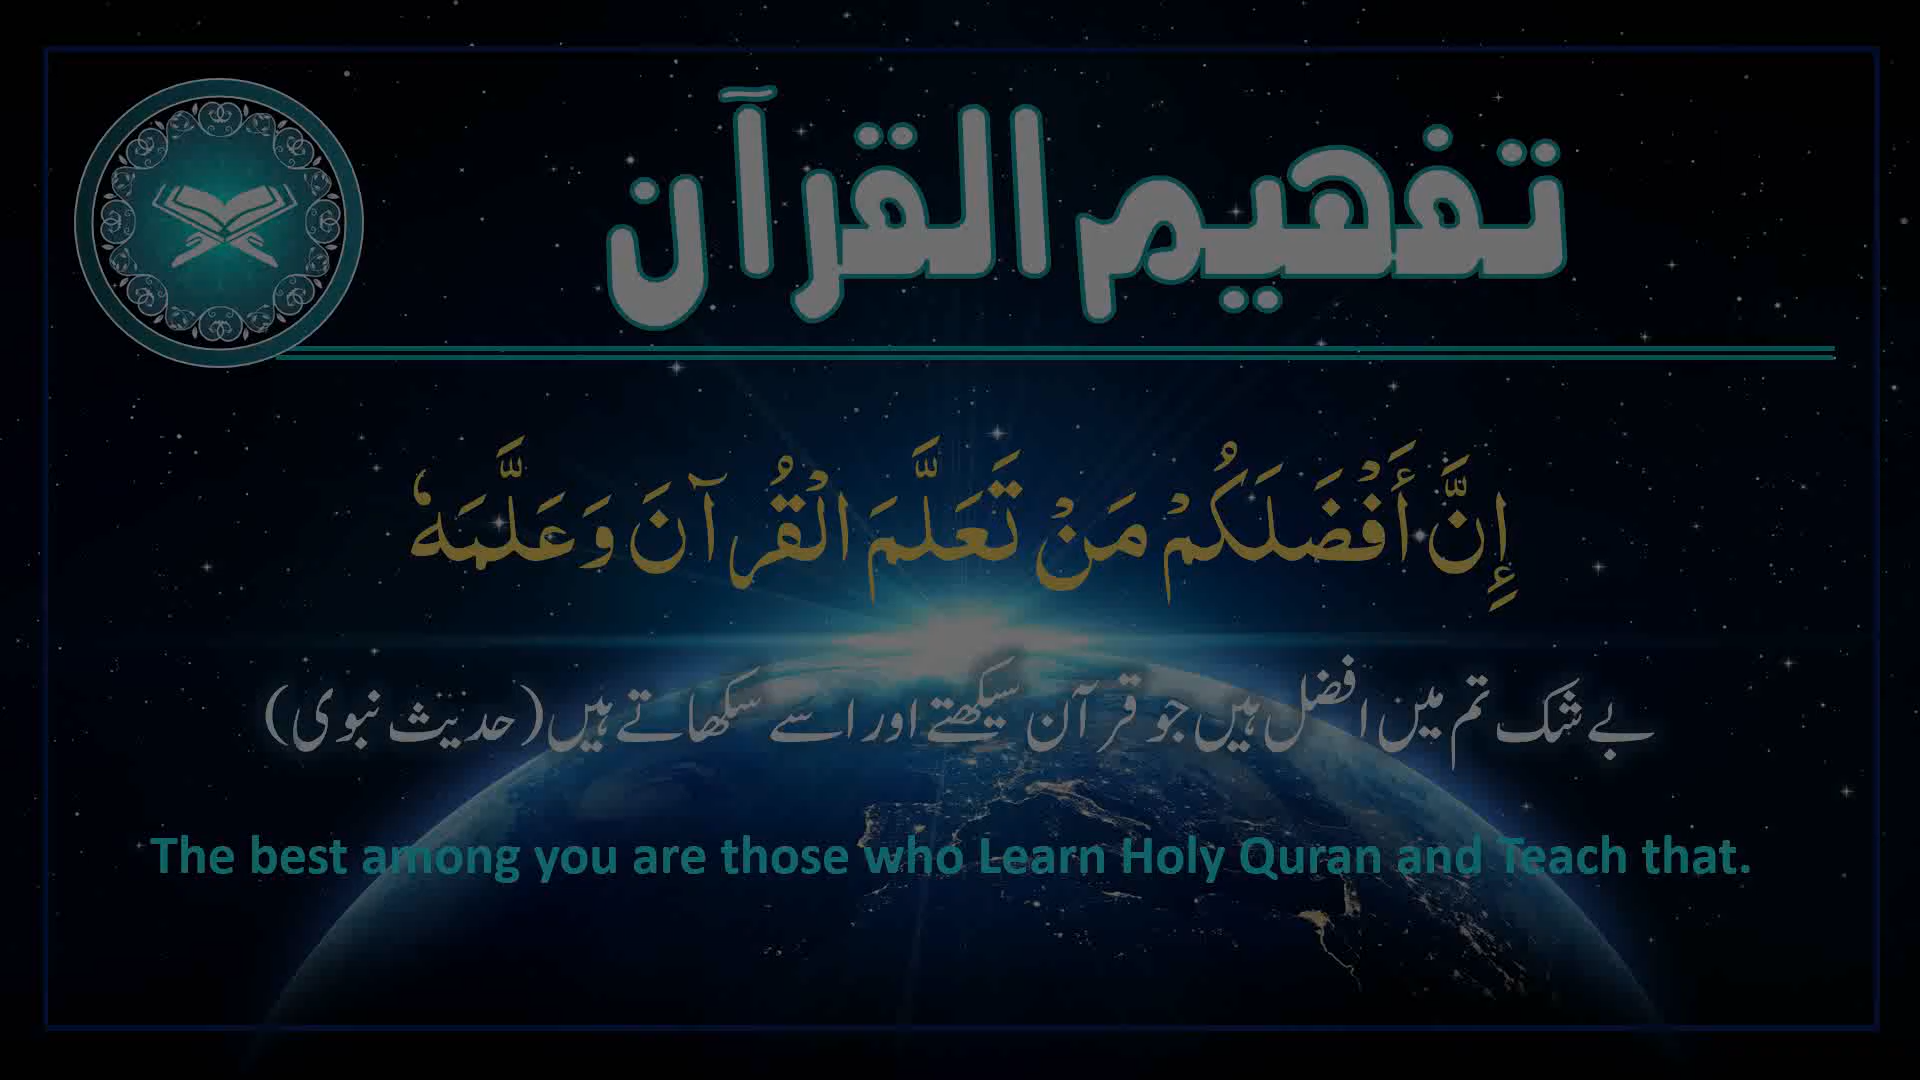 تفہیم القرآن
إِنَّ أَفْضَلَكُمْ مَنْ تَعَلَّمَ الْقُرآنَ وَعَلَّمَهٗ
بے شک تم میں افضل ہیں جو قرآن سیکھتے اور اسے سکھاتے ہیں (حدیث نبوی)
The best among you are those who Learn Holy Quran and Teach that.